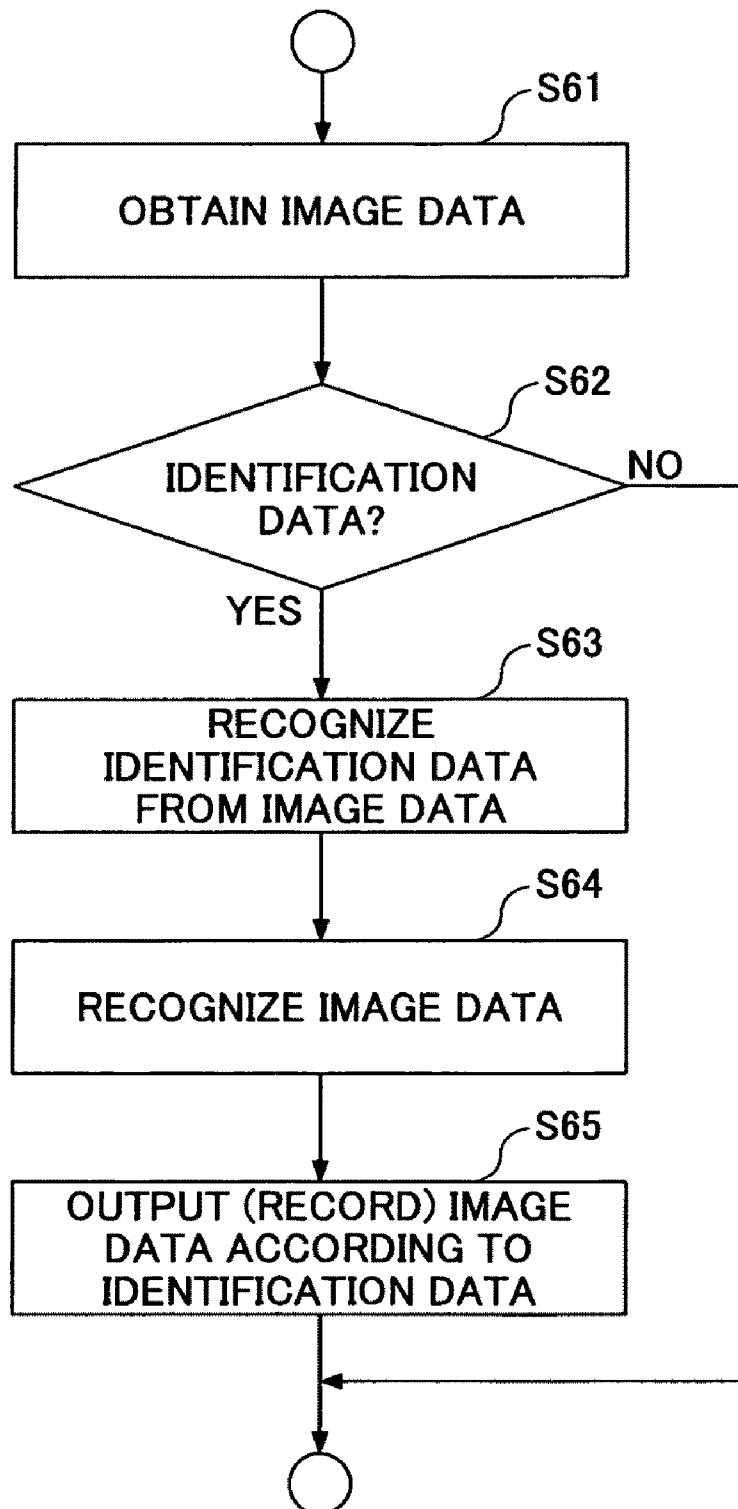 S61
OBTAIN IMAGE DATA
S62
IDENTIFICATION
DATA?
NO
YES
S63
RECOGNIZE
IDENTIFICATION DATA
FROM IMAGE DATA
S64
RECOGNIZE IMAGE DATA
S65
OUTPUT (RECORD) IMAGE
DATA ACCORDING TO
IDENTIFICATION DATA